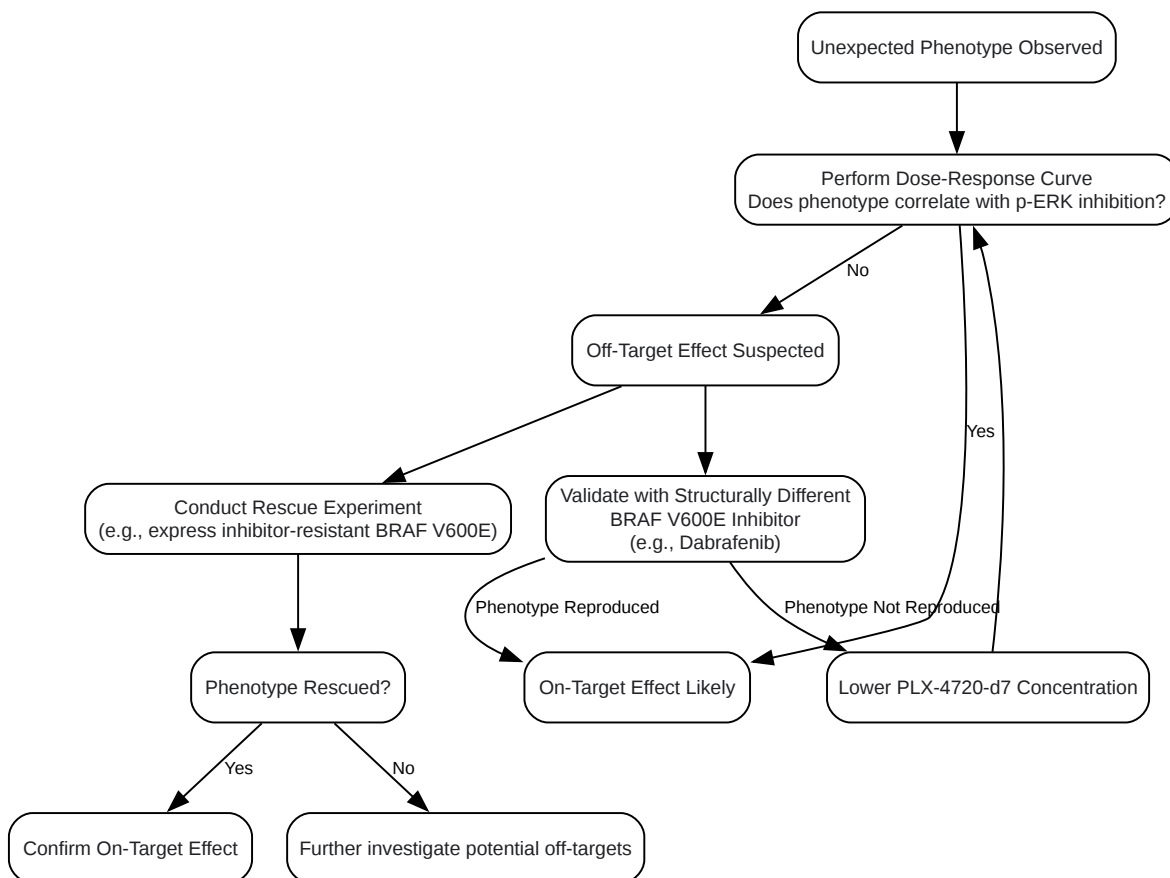 Unexpected Phenotype Observed
Perform Dose-Response Curve
Does phenotype correlate with p-ERK inhibition?
No
Off-Target Effect Suspected
Yes
Conduct Rescue Experiment
(e.g., express inhibitor-resistant BRAF V600E)
Validate with Structurally Different
BRAF V600E Inhibitor
(e.g., Dabrafenib)
Phenotype Reproduced
Phenotype Not Reproduced
Phenotype Rescued?
On-Target Effect Likely
Lower PLX-4720-d7 Concentration
Yes
No
Confirm On-Target Effect
Further investigate potential off-targets